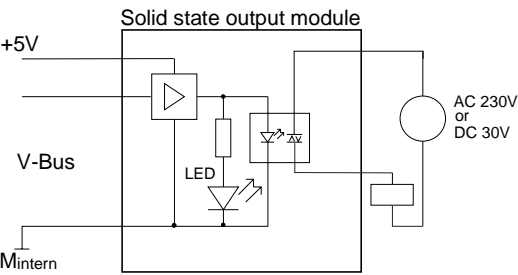 Solid state output module
+5V
AC 230V
or
DC 30V
V-Bus
LED
Mintern